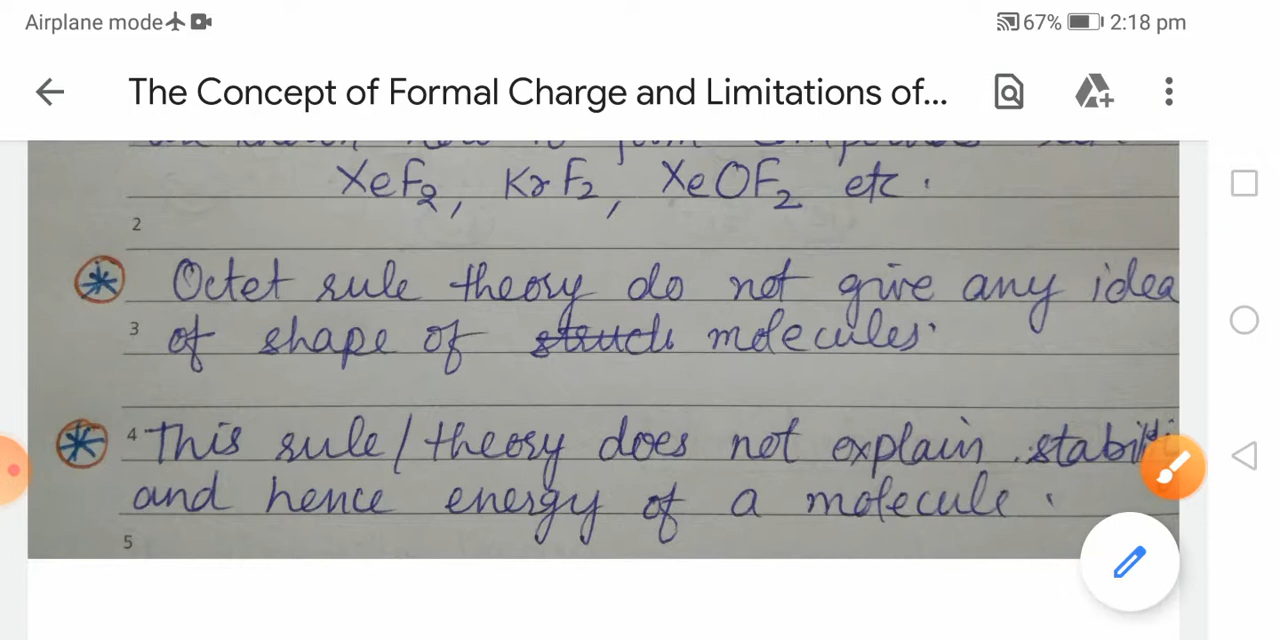 Airplane mode
67% 2:18 pm
The Concept of Formal Charge and Limitations of...
XeF2, KrF2, XeOF2 etc.
2
Octet rule theory do not give any idea
3 of shape of molecules.
4 This rule/theory does not explain
and hence energy of a molecule.
5